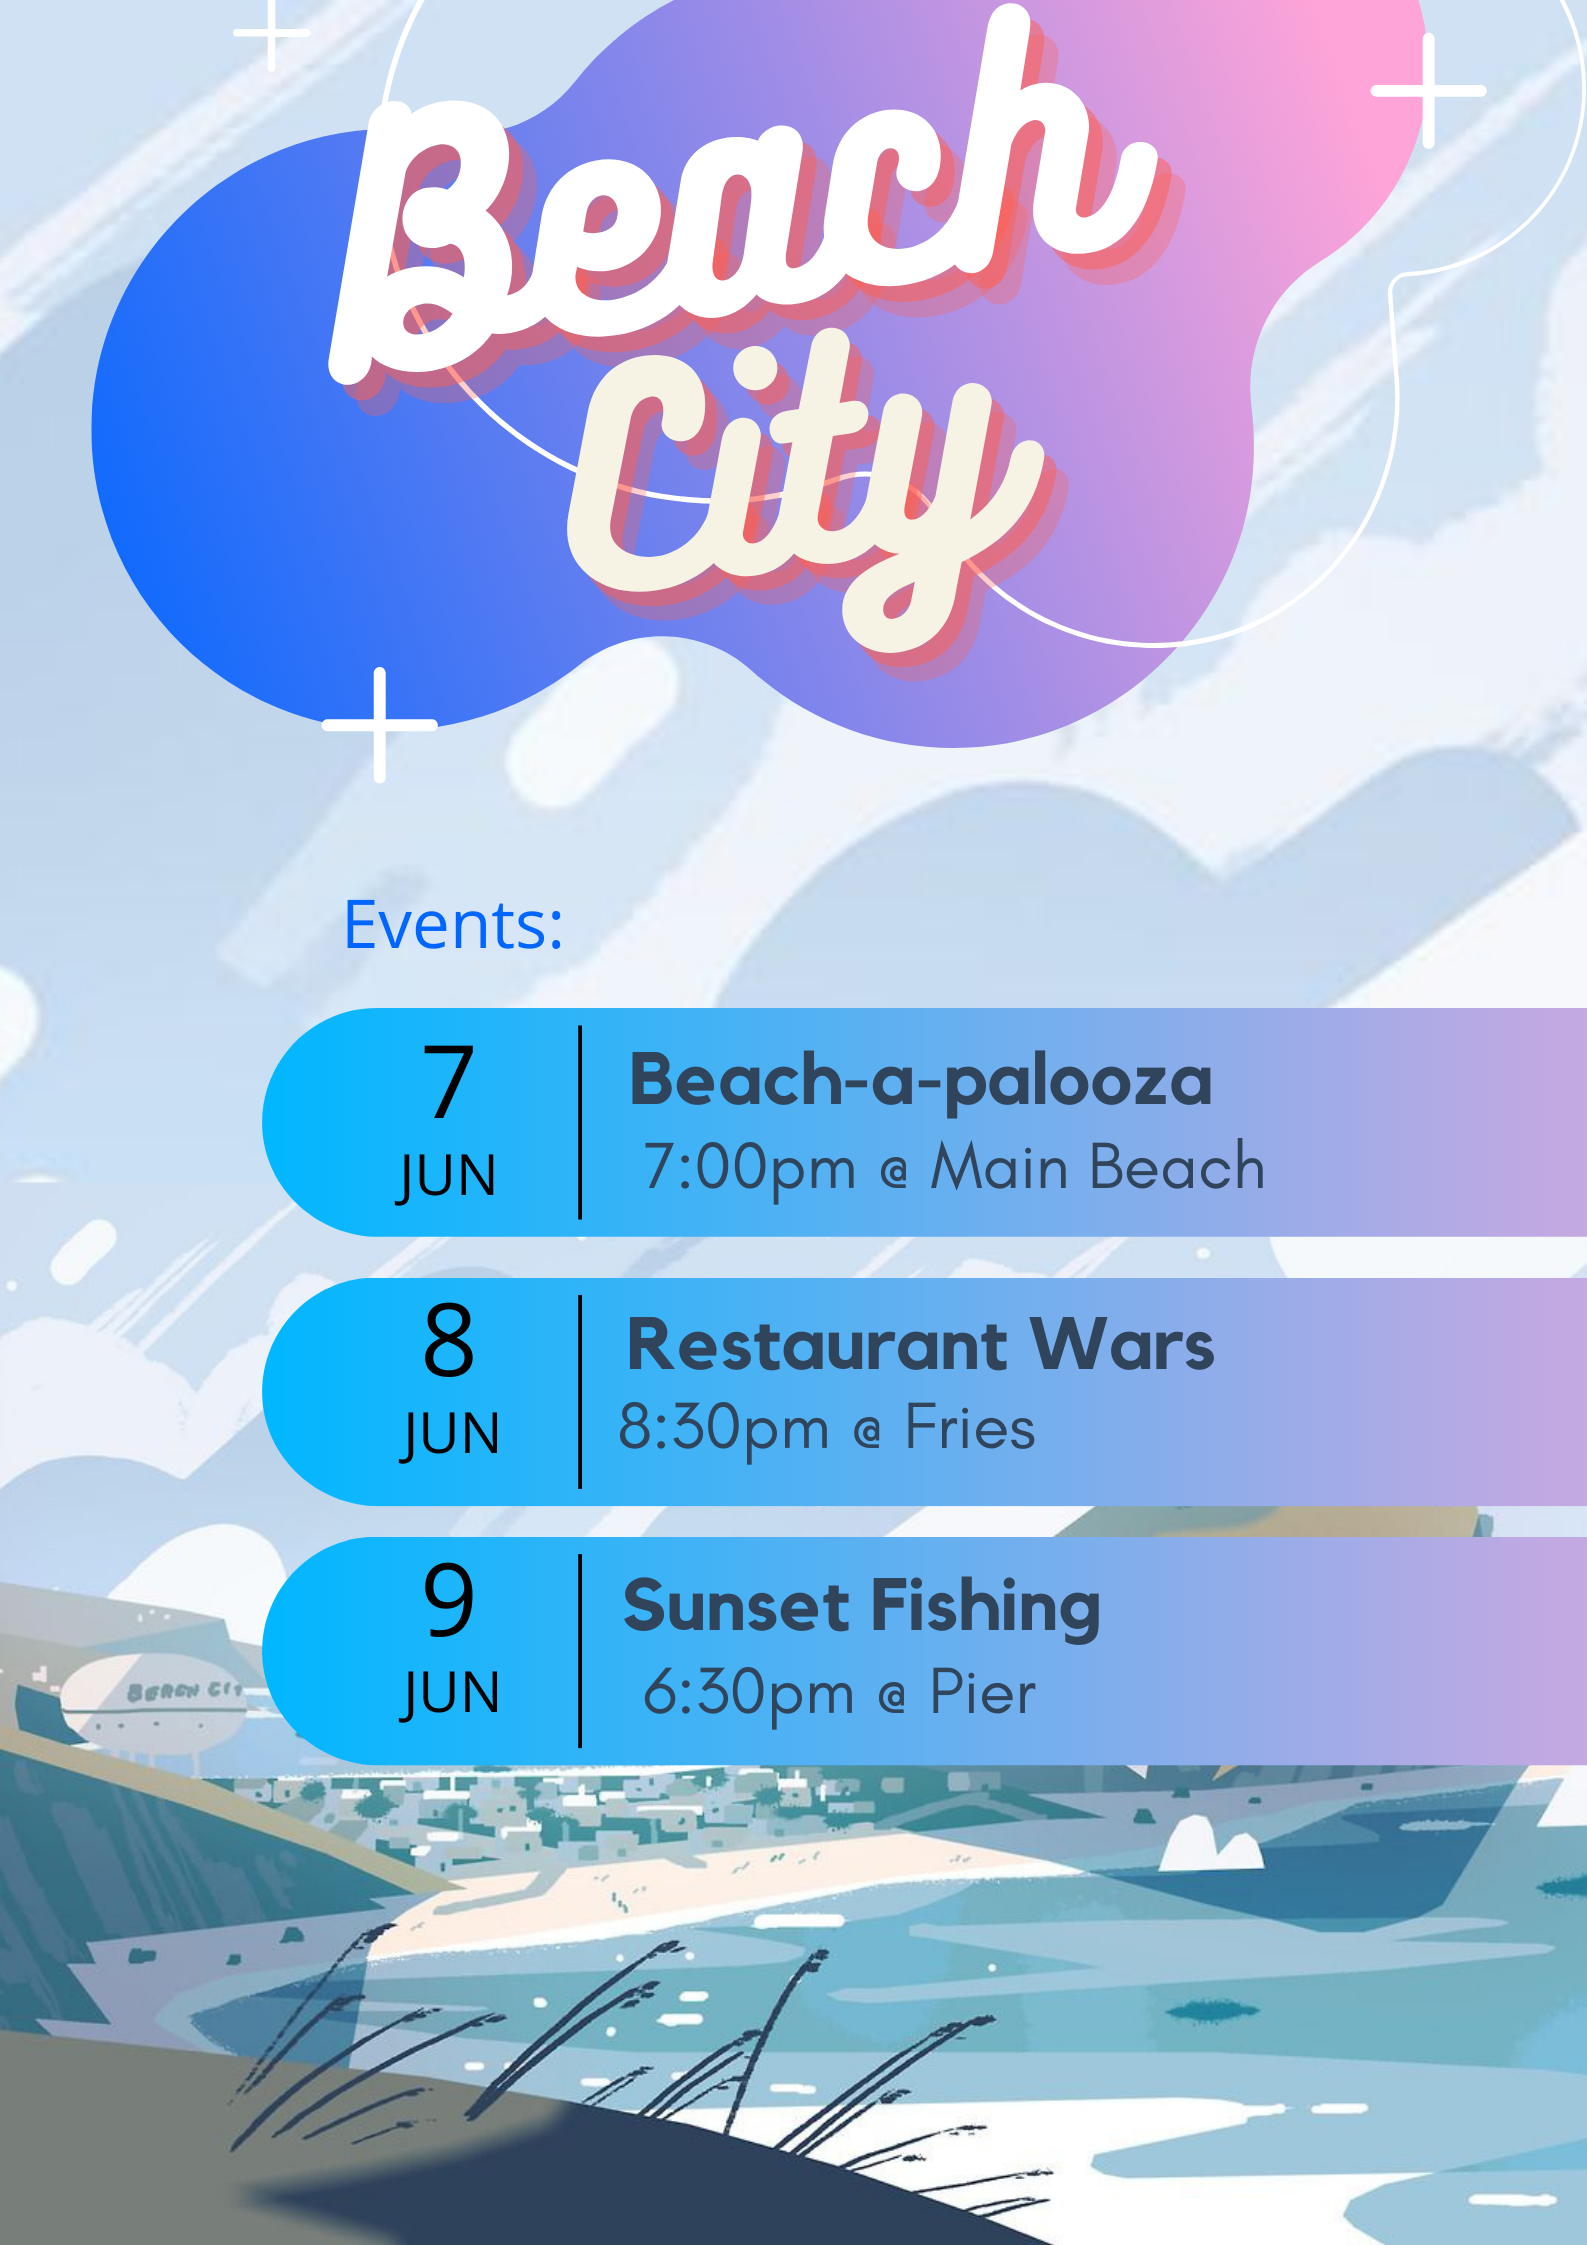 Beach
City
Events:
7
JUN
Beach-a-palooza
7:00pm @ Main Beach
8
JUN
Restaurant Wars
8:30pm @ Fries
9
JUN
Sunset Fishing
6:30pm @ Pier
BEACH CIT